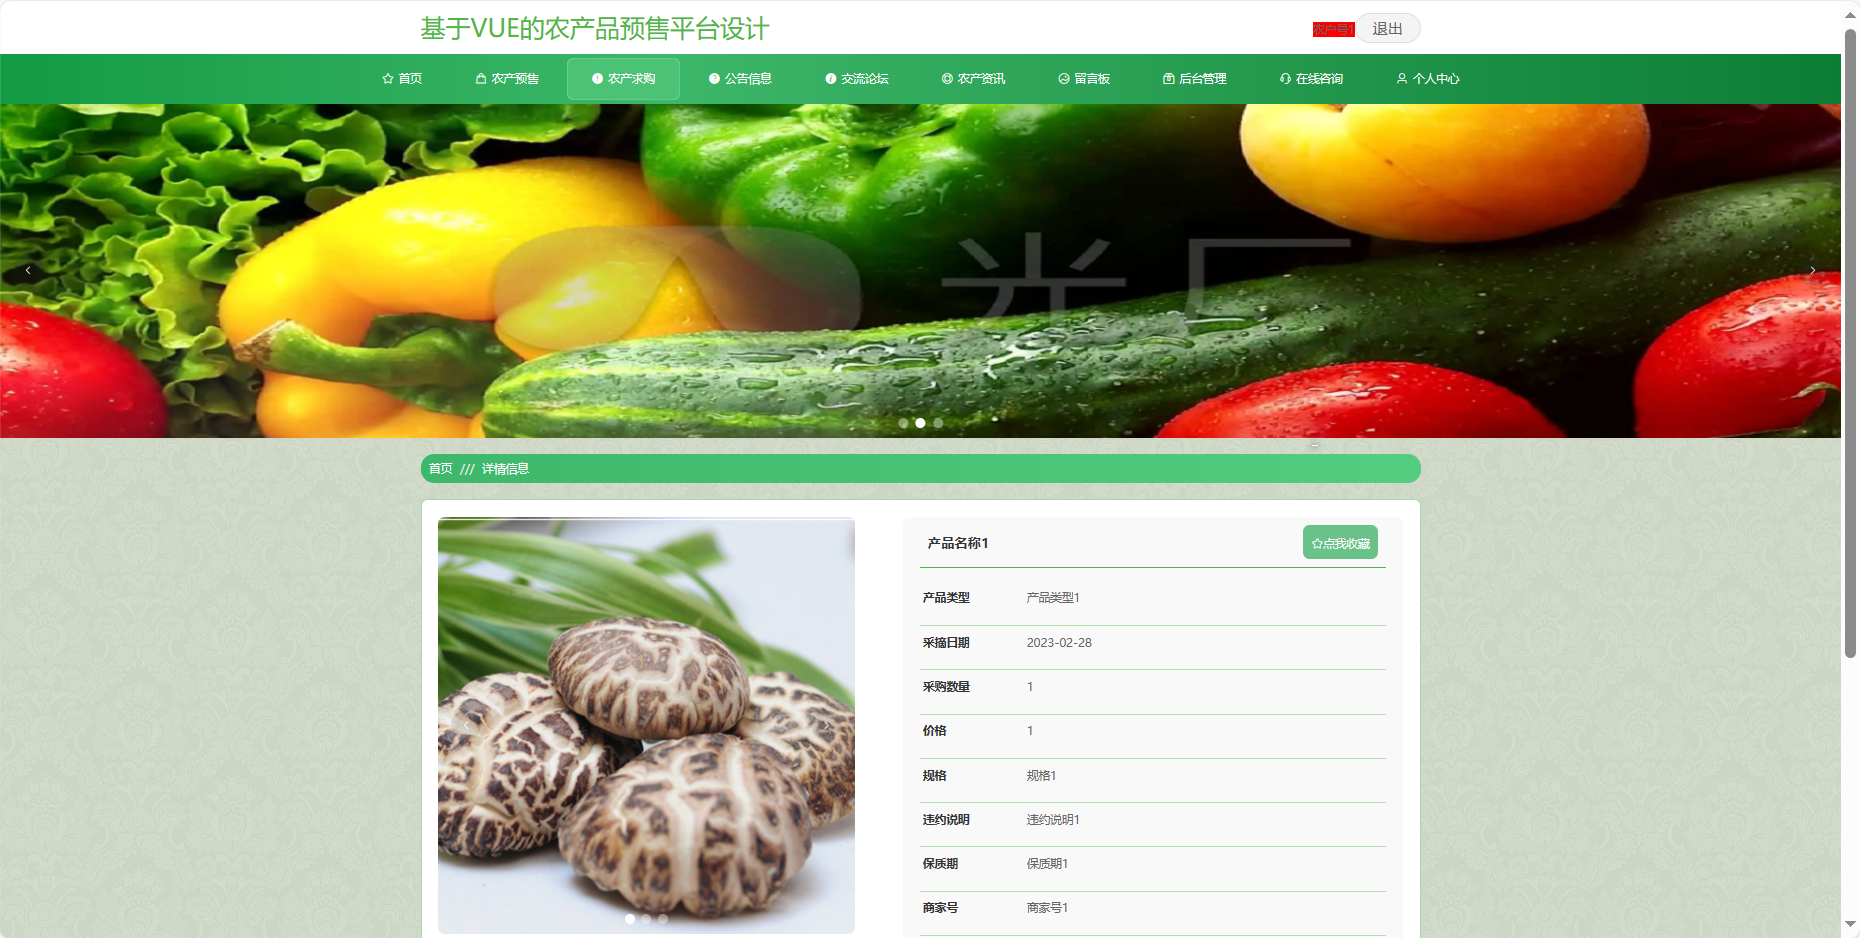 基于VUE的农产品预售平台设计
农户号1 退出
首页 农产预售 农产求购 公告信息 交流论坛 农产资讯 留言板 后台管理 在线咨询 个人中心
光厂
首页 /// 详情信息
产品名称1 点我收藏
产品类型 产品类型1
采摘日期 2023-02-28
采购数量 1
价格 1
规格 规格1
违约说明 违约说明1
保质期 保质期1
商家号 商家号1